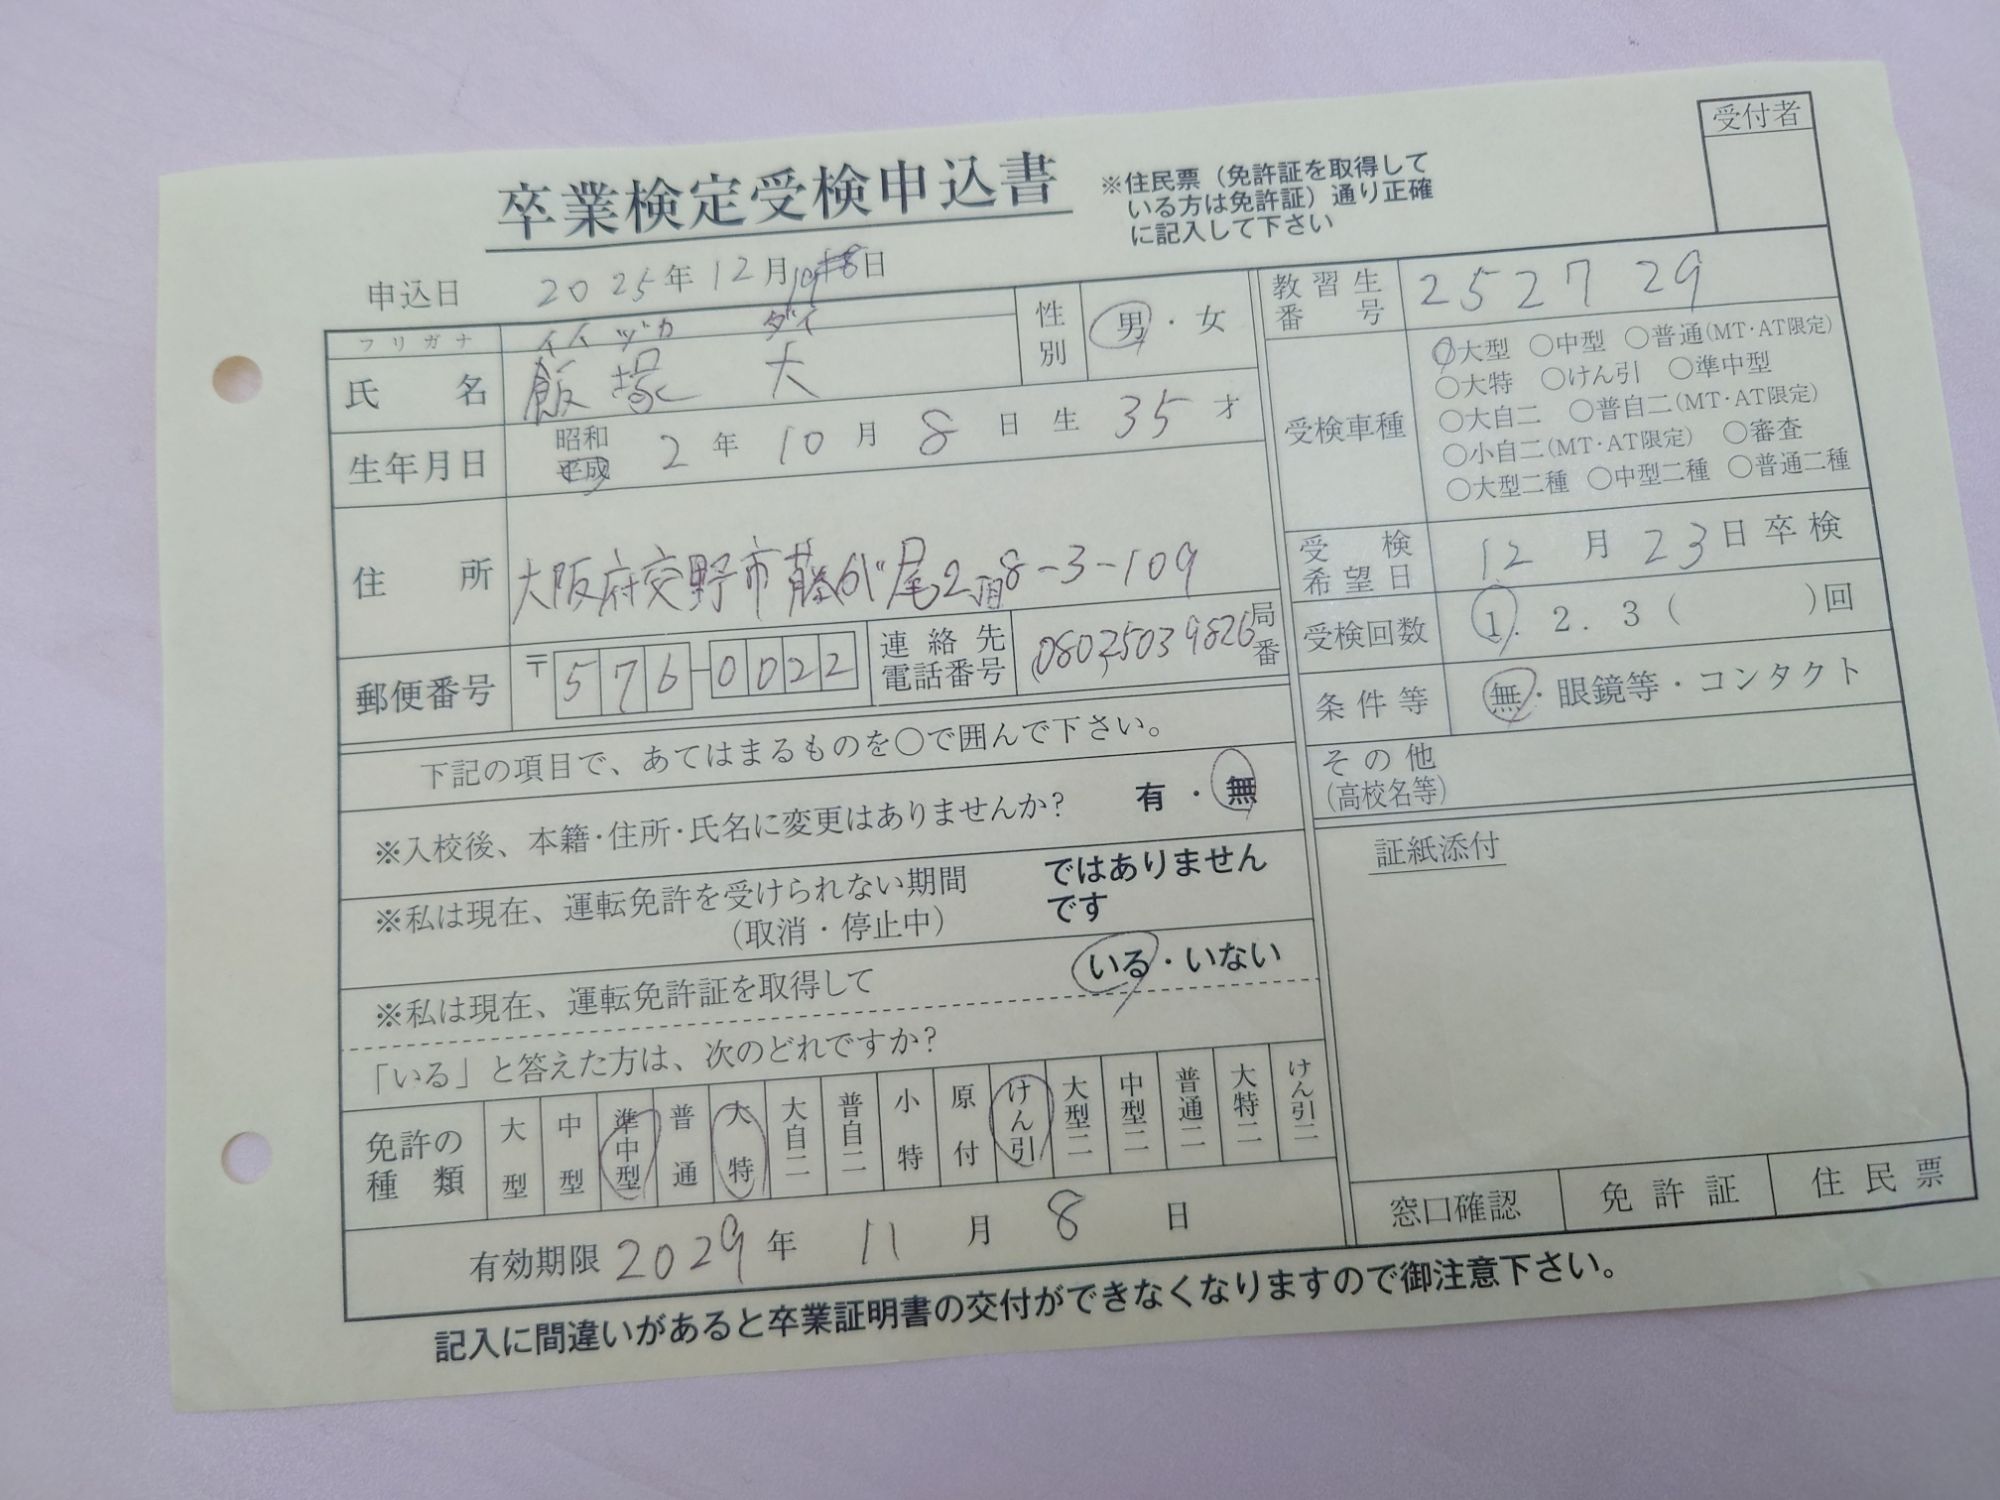 卒業検定受検申込書
※住民票（免許証を取得して
いる方は免許証）通り正確
に記入して下さい
受付者
申込日 2025年12月19日
フリガナ イイヅカ ダイ
氏名 飯塚 大
性別 男・女
生年月日 昭和 平成 2年10月8日生 35才
住所 大阪府交野市藤が尾2丁目8-3-109
郵便番号 〒576-0022
連絡先電話番号 08025039826 局番
下記の項目で、あてはまるものを○で囲んで下さい。
※入校後、本籍・住所・氏名に変更はありませんか? 有・無
※私は現在、運転免許を受けられない期間 ではありません
（取消・停止中） です
※私は現在、運転免許証を取得して いる・いない
「いる」と答えた方は、次のどれですか?
免許の種類 大型 中型 準中型 普通 大特 大自二 普自二 小特 原付 けん引 大型二 中型二 普通二 大特二 けん引二
有効期限 2029年 11月 8日
教習生番号 252729
受検車種
○大型 ○中型 ○普通(MT・AT限定)
○大特 ○けん引 ○準中型
○大自二 ○普自二(MT・AT限定)
○小自二(MT・AT限定) ○審査
○大型二種 ○中型二種 ○普通二種
受検希望日 12月23日卒検
受検回数 1.2.3( )回
条件等 無・眼鏡等・コンタクト
その他
(高校名等)
証紙添付
窓口確認 免許証 住民票
記入に間違いがあると卒業証明書の交付ができなくなりますので御注意下さい。